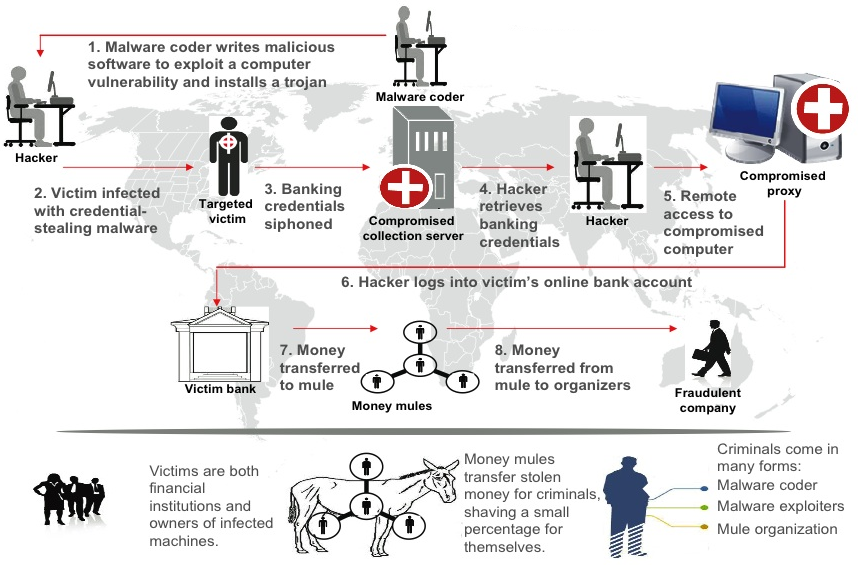 1. Malware coder writes malicious
software to exploit a computer
vulnerability and installs a trojan
Malware coder
Hacker
2. Victim infected
with credential-
stealing malware
Targeted
victim
3. Banking
credentials
siphoned
Compromised
collection server
4. Hacker
retrieves
banking
credentials
Hacker
5. Remote
access to
compromised
computer
Compromised
proxy
6. Hacker logs into victim's online bank account
Victim bank
7. Money
transferred
to mule
Money mules
8. Money
transferred from
mule to organizers
Fraudulent
company
Victims are both
financial
institutions and
owners of infected
machines.
Money mules
transfer stolen
money for criminals,
shaving a small
percentage for
themselves.
Criminals come in
many forms:
Malware coder
Malware exploiters
Mule organization